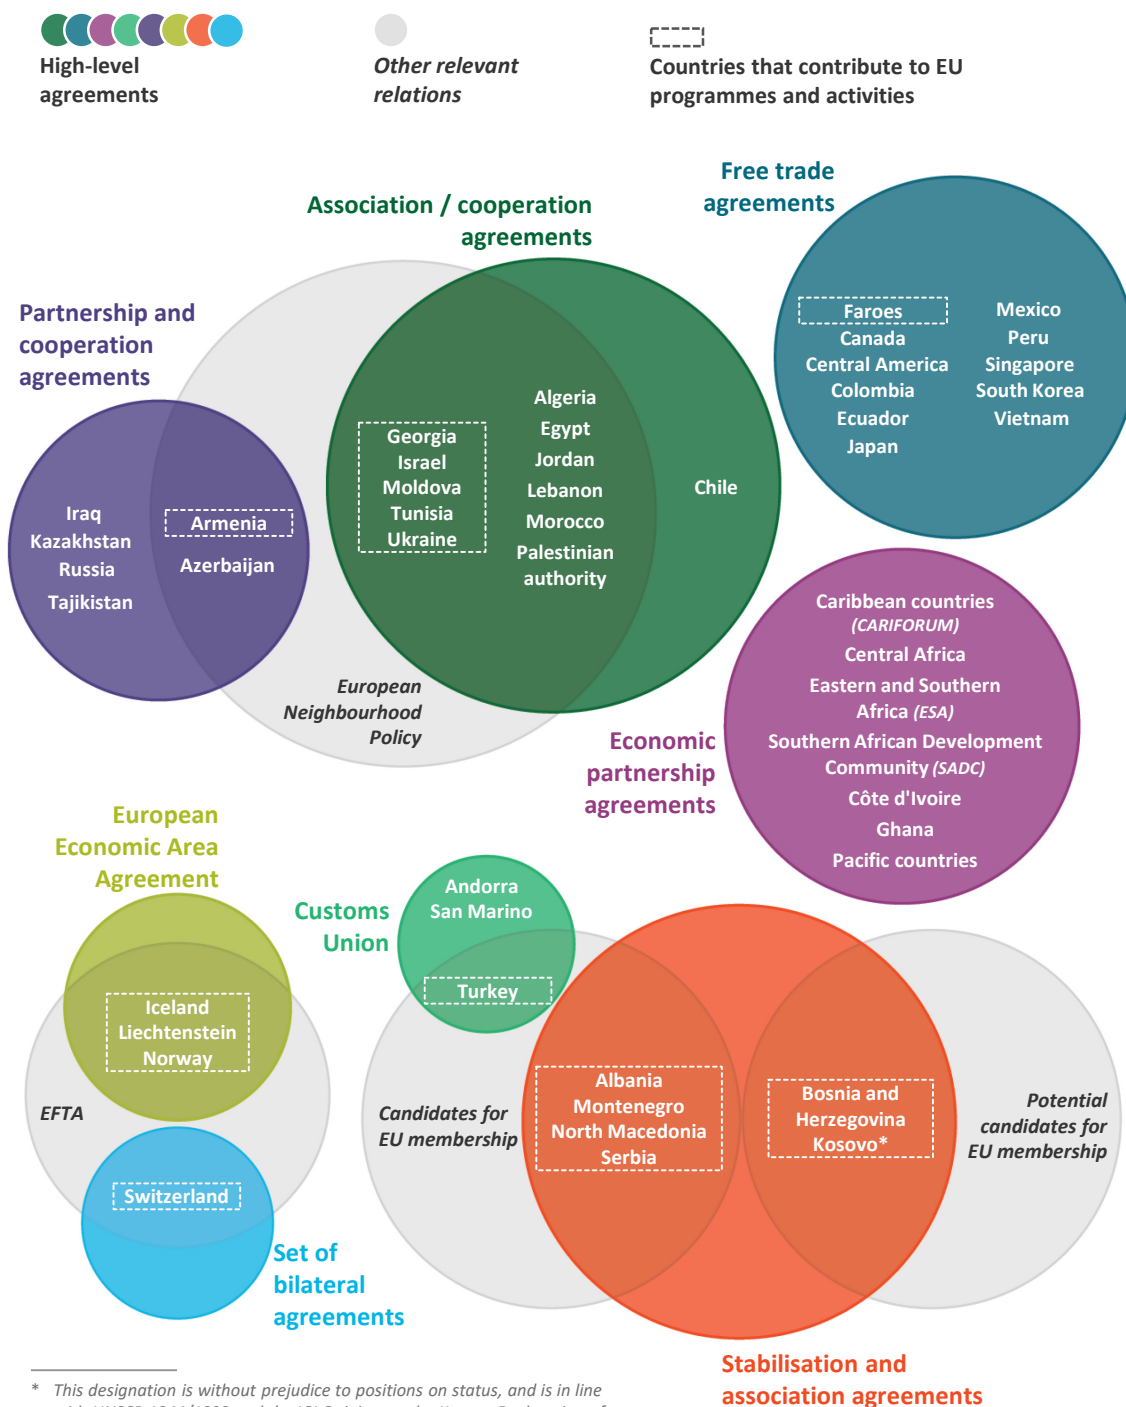 High-level
agreements
Other relevant
relations
Countries that contribute to EU
programmes and activities
Free trade
agreements
Faroes
Canada
Central America
Colombia
Ecuador
Japan
Mexico
Peru
Singapore
South Korea
Vietnam
Association / cooperation
agreements
Georgia
Israel
Moldova
Tunisia
Ukraine
Algeria
Egypt
Jordan
Lebanon
Morocco
Palestinian
authority
Chile
Partnership and
cooperation
agreements
Iraq
Kazakhstan
Russia
Tajikistan
Armenia
Azerbaijan
European
Neighbourhood
Policy
Economic
partnership
agreements
Caribbean countries
(CARIFORUM)
Central Africa
Eastern and Southern
Africa (ESA)
Southern African Development
Community (SADC)
Côte d'Ivoire
Ghana
Pacific countries
European
Economic Area
Agreement
Iceland
Liechtenstein
Norway
EFTA
Switzerland
Set of
bilateral
agreements
Customs
Union
Andorra
San Marino
Turkey
Candidates for
EU membership
Albania
Montenegro
North Macedonia
Serbia
Bosnia and
Herzegovina
Kosovo*
Potential
candidates for
EU membership
Stabilisation and
association agreements
* This designation is without prejudice to positions on status, and is in line